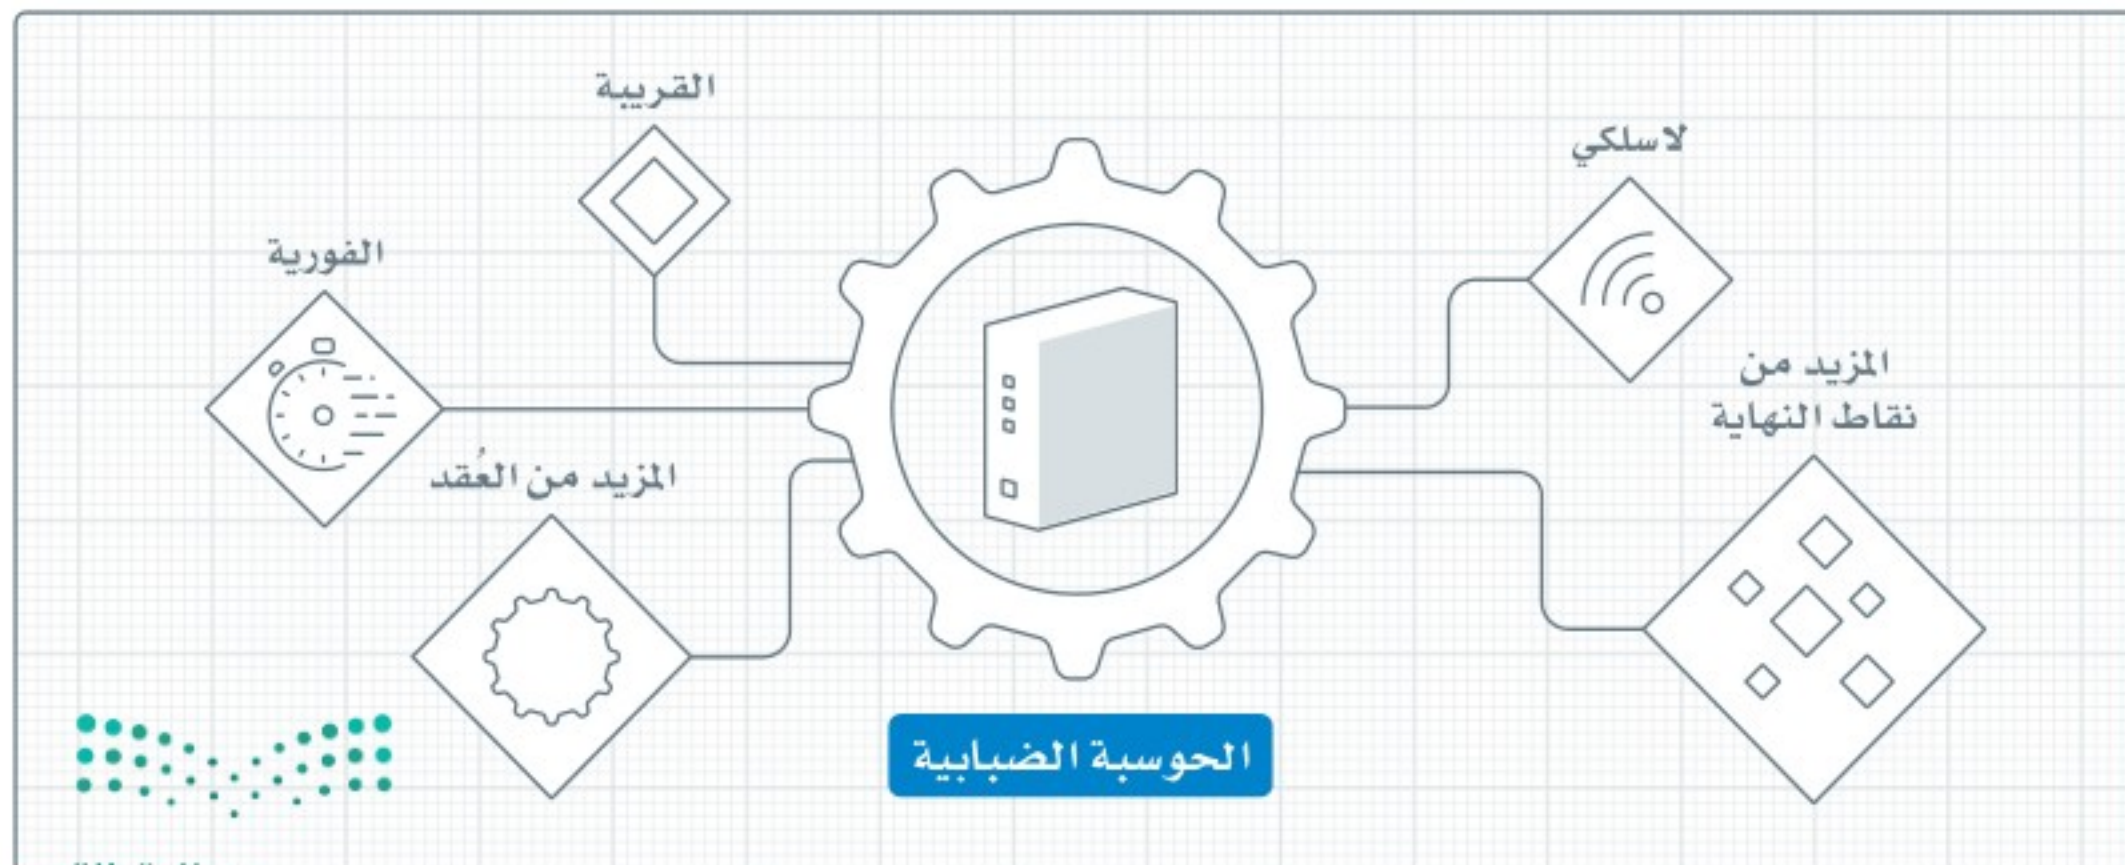 القريبة
لاسلكي
الفورية
المزيد من
نقاط النهاية
المزيد من العُقد
الحوسبة الضبابية